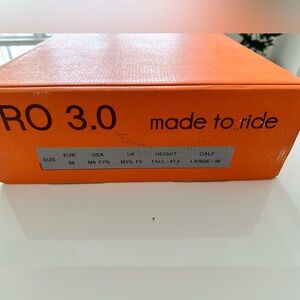 RO 3.0 made to ride
EUR USA UK HEIGHT CALF
SIZE 38 M6 F7½ M5½ F5 TALL - 47,5 LARGE - 38